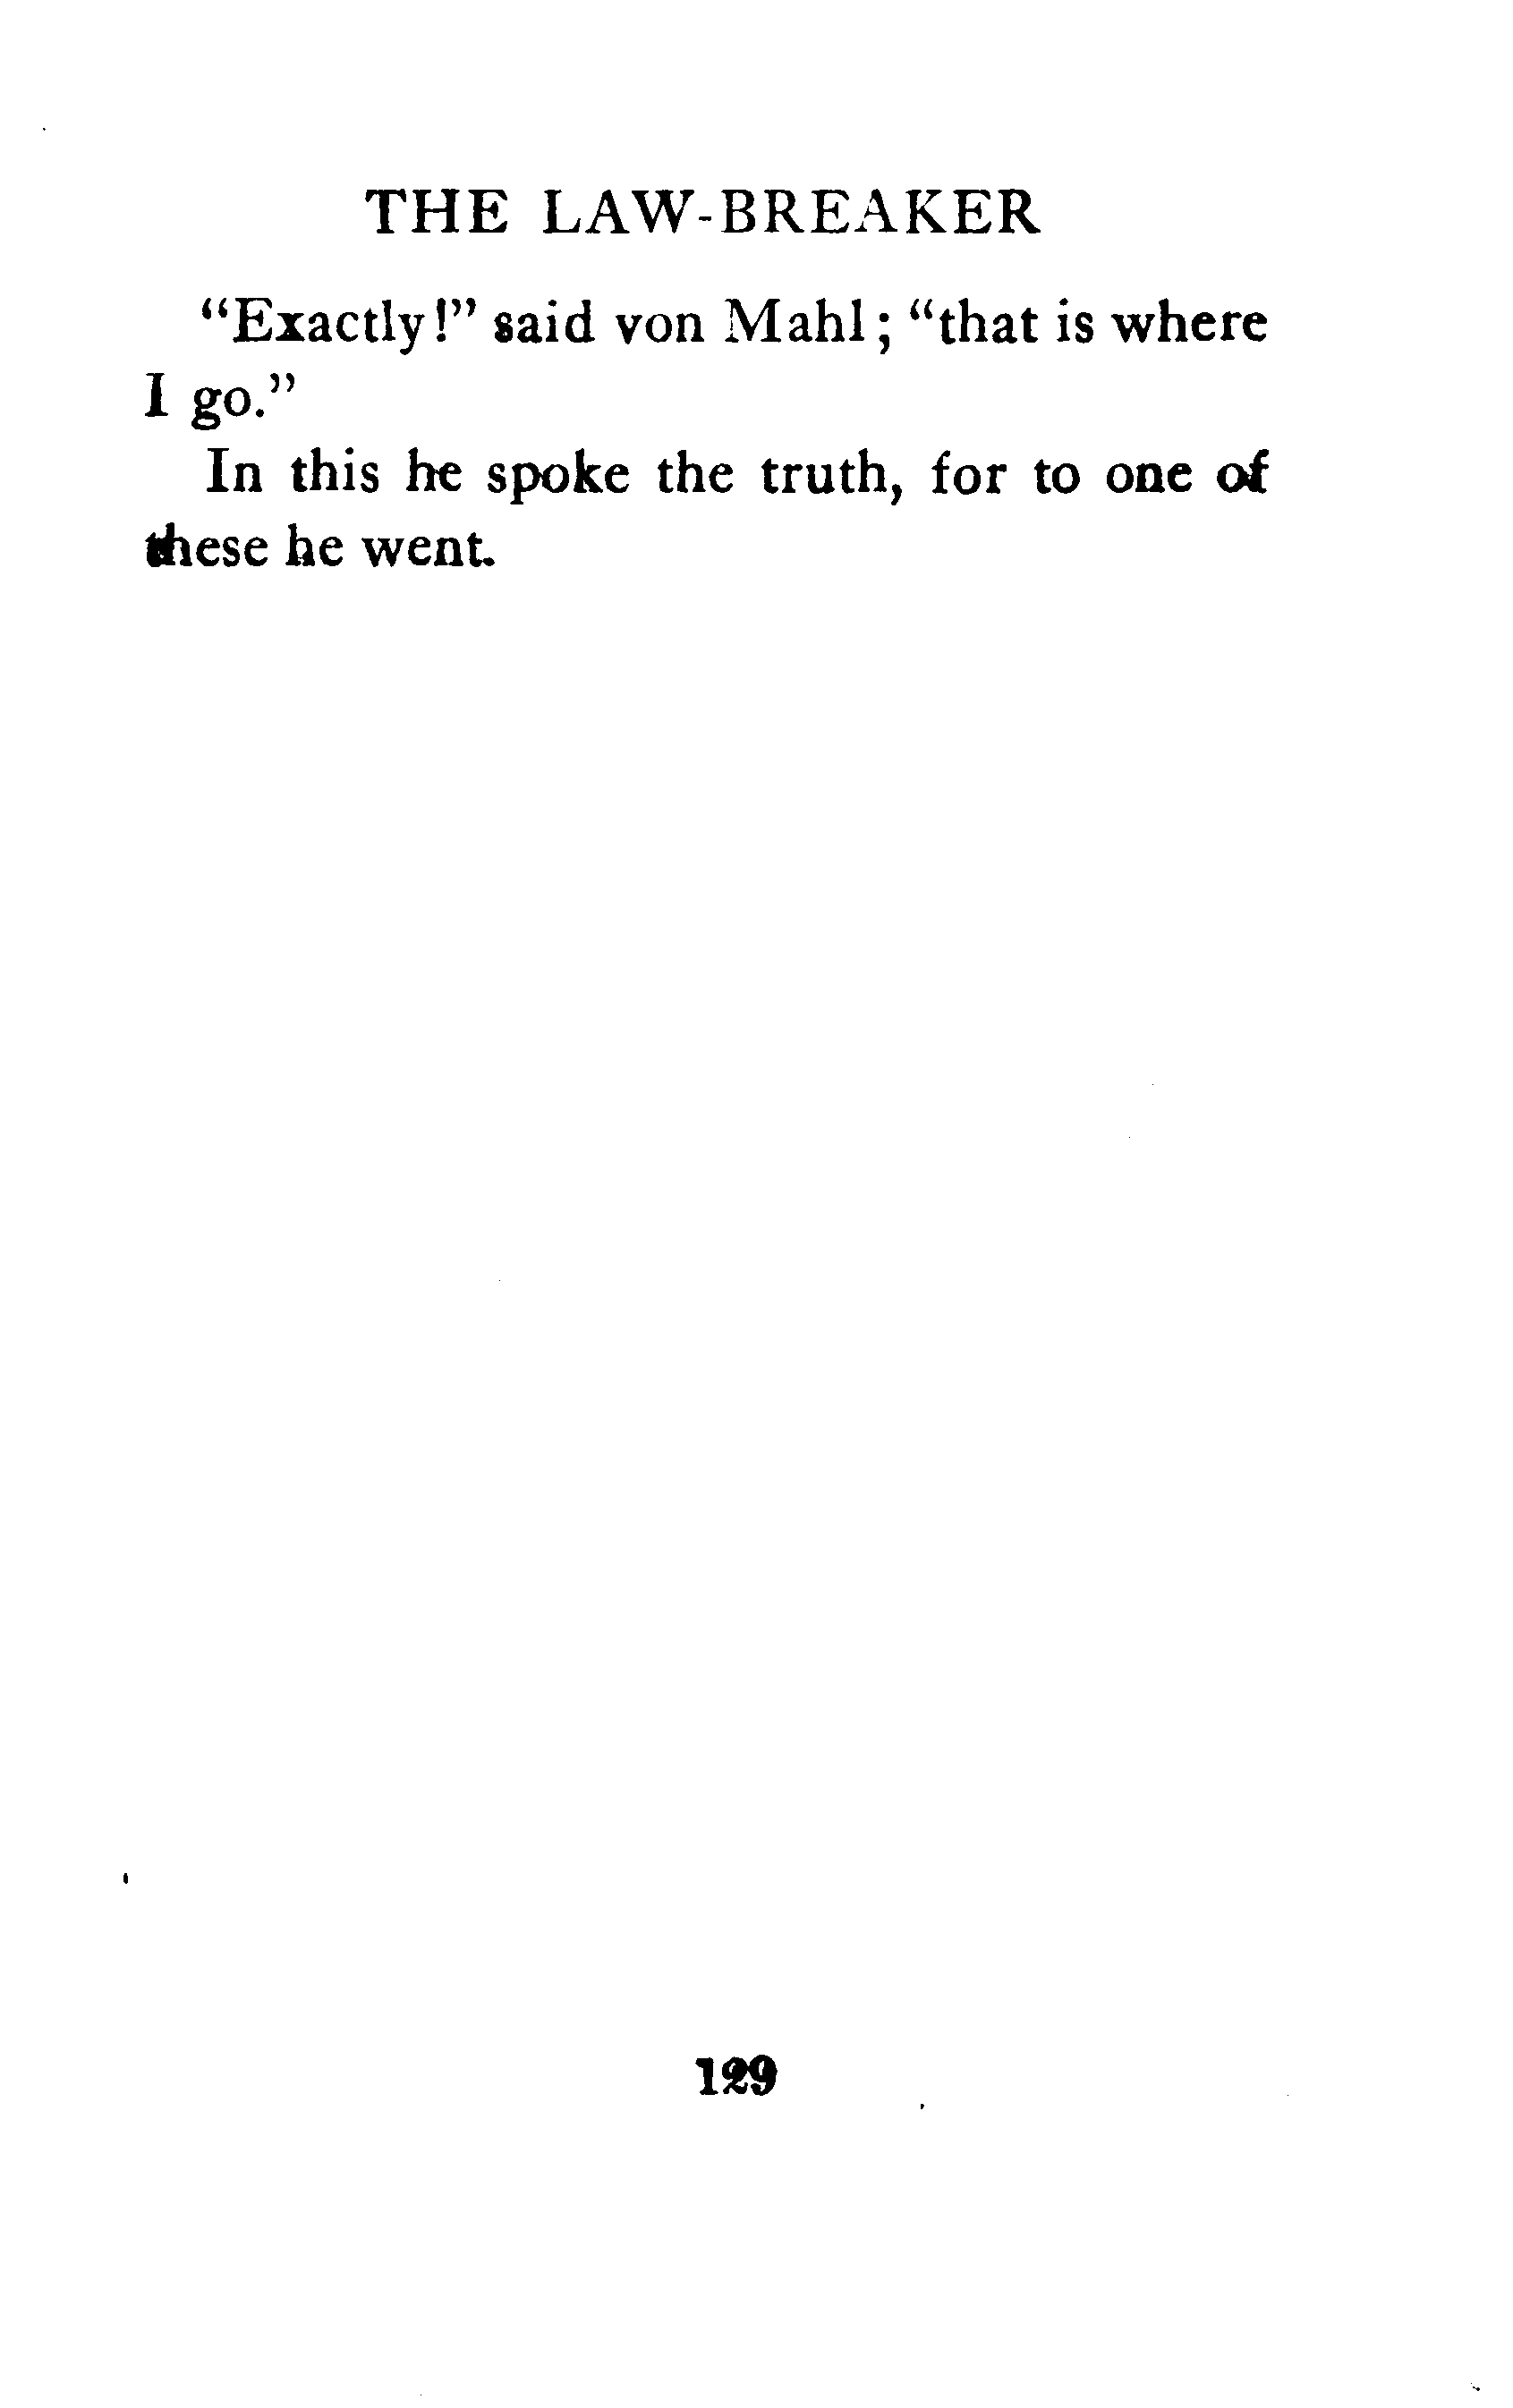 THE LAW-BREAKER
“Exactly!” said von Mahl; “that is where
I go.”
In this he spoke the truth, for to one of
these he went.
129